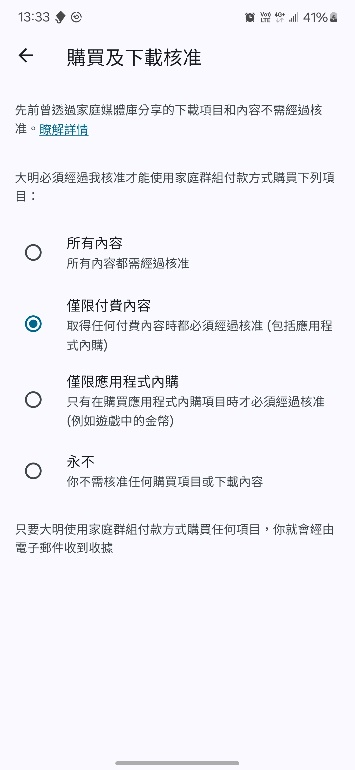 13:33
VoD LTE 4G+ 41%
購買及下載核准
先前曾透過家庭媒體庫分享的下載項目和內容不需經過核
准。瞭解詳情
大明必須經過我核准才能使用家庭群組付款方式購買下列項
目：
所有內容
所有內容都需經過核准
僅限付費內容
取得任何付費內容時都必須經過核准 (包括應用程
式內購)
僅限應用程式內購
只有在購買應用程式內購項目時才必須經過核准
(例如遊戲中的金幣)
永不
你不需核准任何購買項目或下載內容
只要大明使用家庭群組付款方式購買任何項目，你就會經由
電子郵件收到收據